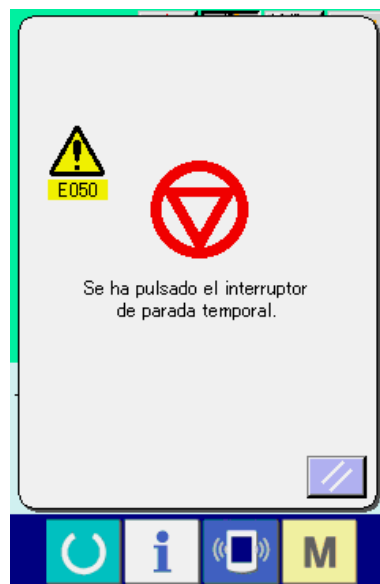 E050
Se ha pulsado el interruptor
de parada temporal.
i
M